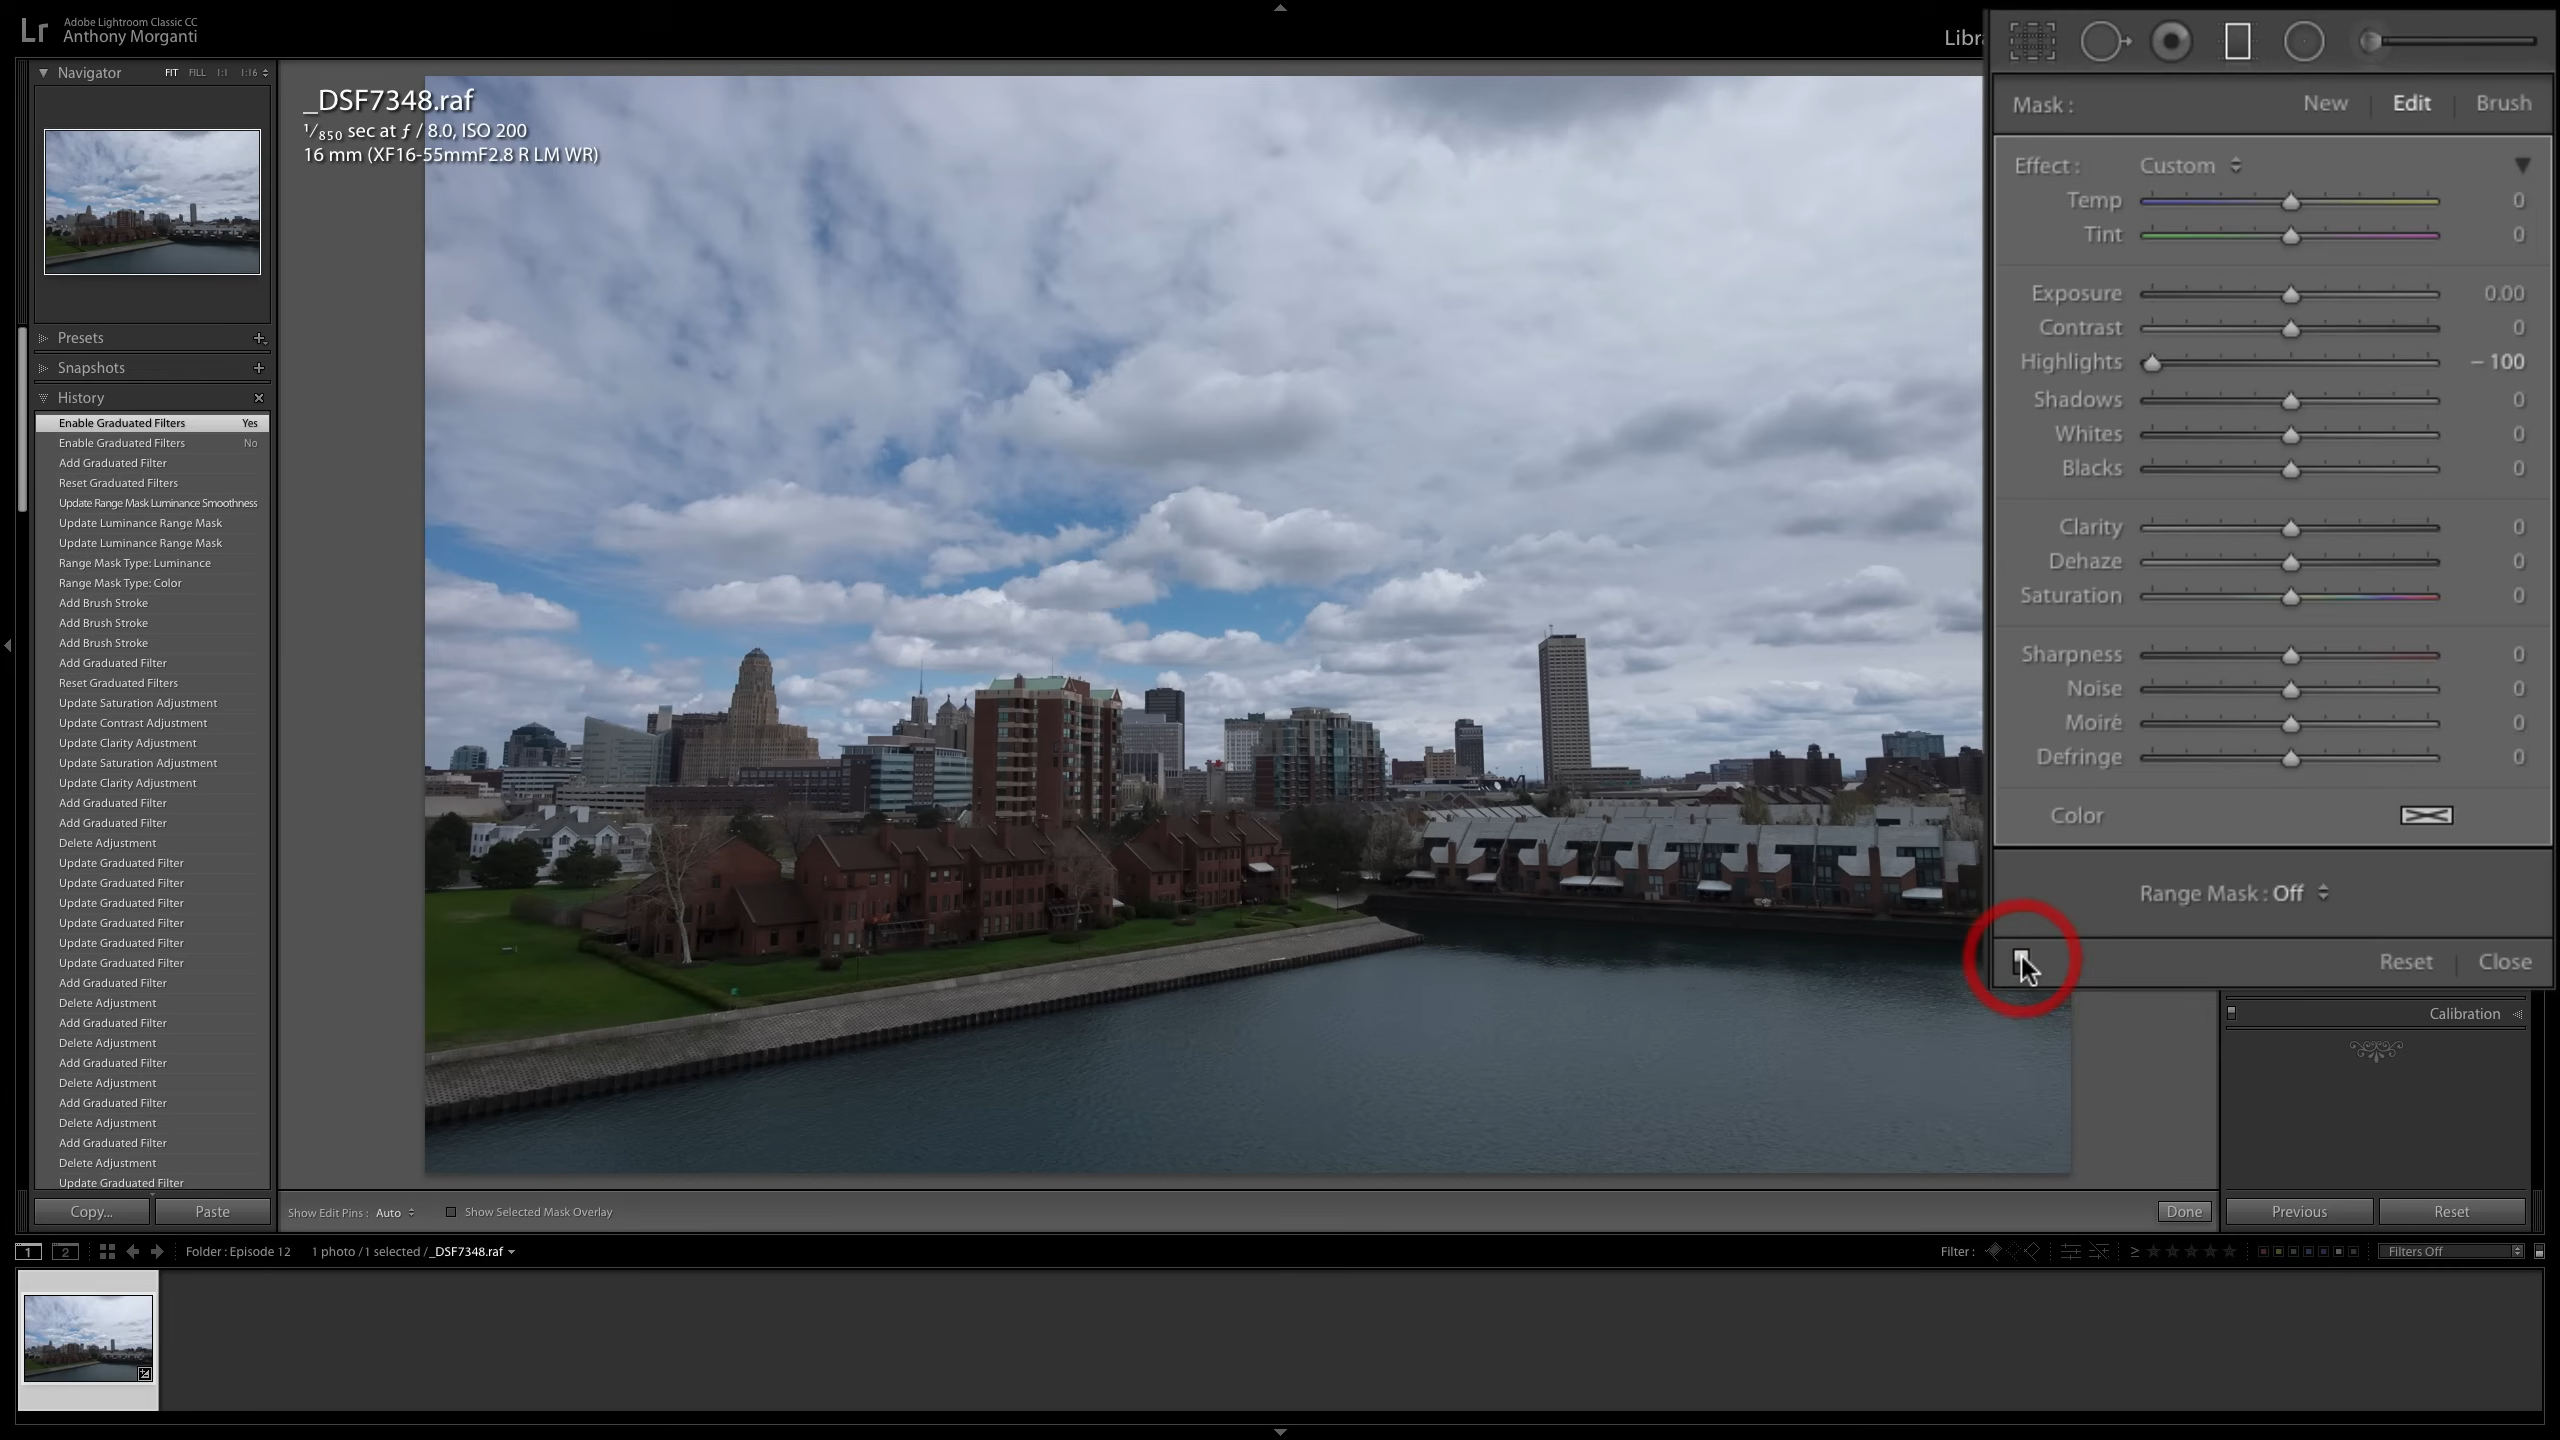 Lr
Adobe Lightroom Classic CC
Anthony Morganti
Navigator FIT FILL 1:1 1:16
Presets
Snapshots
History
Enable Graduated Filters Yes
Enable Graduated Filters No
Add Graduated Filter
Reset Graduated Filters
Update Range Mask Luminance Smoothness
Update Luminance Range Mask
Update Luminance Range Mask
Range Mask Type: Luminance
Range Mask Type: Color
Add Brush Stroke
Add Brush Stroke
Add Brush Stroke
Add Graduated Filter
Reset Graduated Filters
Update Saturation Adjustment
Update Contrast Adjustment
Update Clarity Adjustment
Update Saturation Adjustment
Update Clarity Adjustment
Add Graduated Filter
Add Graduated Filter
Delete Adjustment
Update Graduated Filter
Update Graduated Filter
Update Graduated Filter
Update Graduated Filter
Update Graduated Filter
Update Graduated Filter
Add Graduated Filter
Delete Adjustment
Add Graduated Filter
Delete Adjustment
Add Graduated Filter
Delete Adjustment
Add Graduated Filter
Delete Adjustment
Add Graduated Filter
Delete Adjustment
Update Graduated Filter
Copy... Paste
_DSF7348.raf
1/850 sec at ƒ / 8.0, ISO 200
16 mm (XF16-55mmF2.8 R LM WR)
Libra
Mask : New Edit Brush
Effect : Custom
Temp 0
Tint 0
Exposure 0.00
Contrast 0
Highlights – 100
Shadows 0
Whites 0
Blacks 0
Clarity 0
Dehaze 0
Saturation 0
Sharpness 0
Noise 0
Moiré 0
Defringe 0
Color
Range Mask : Off
Reset Close
Calibration
Show Edit Pins : Auto Show Selected Mask Overlay Done
Previous Reset
1 2 Folder : Episode 12 1 photo / 1 selected / _DSF7348.raf Filter : ≥ Filters Off